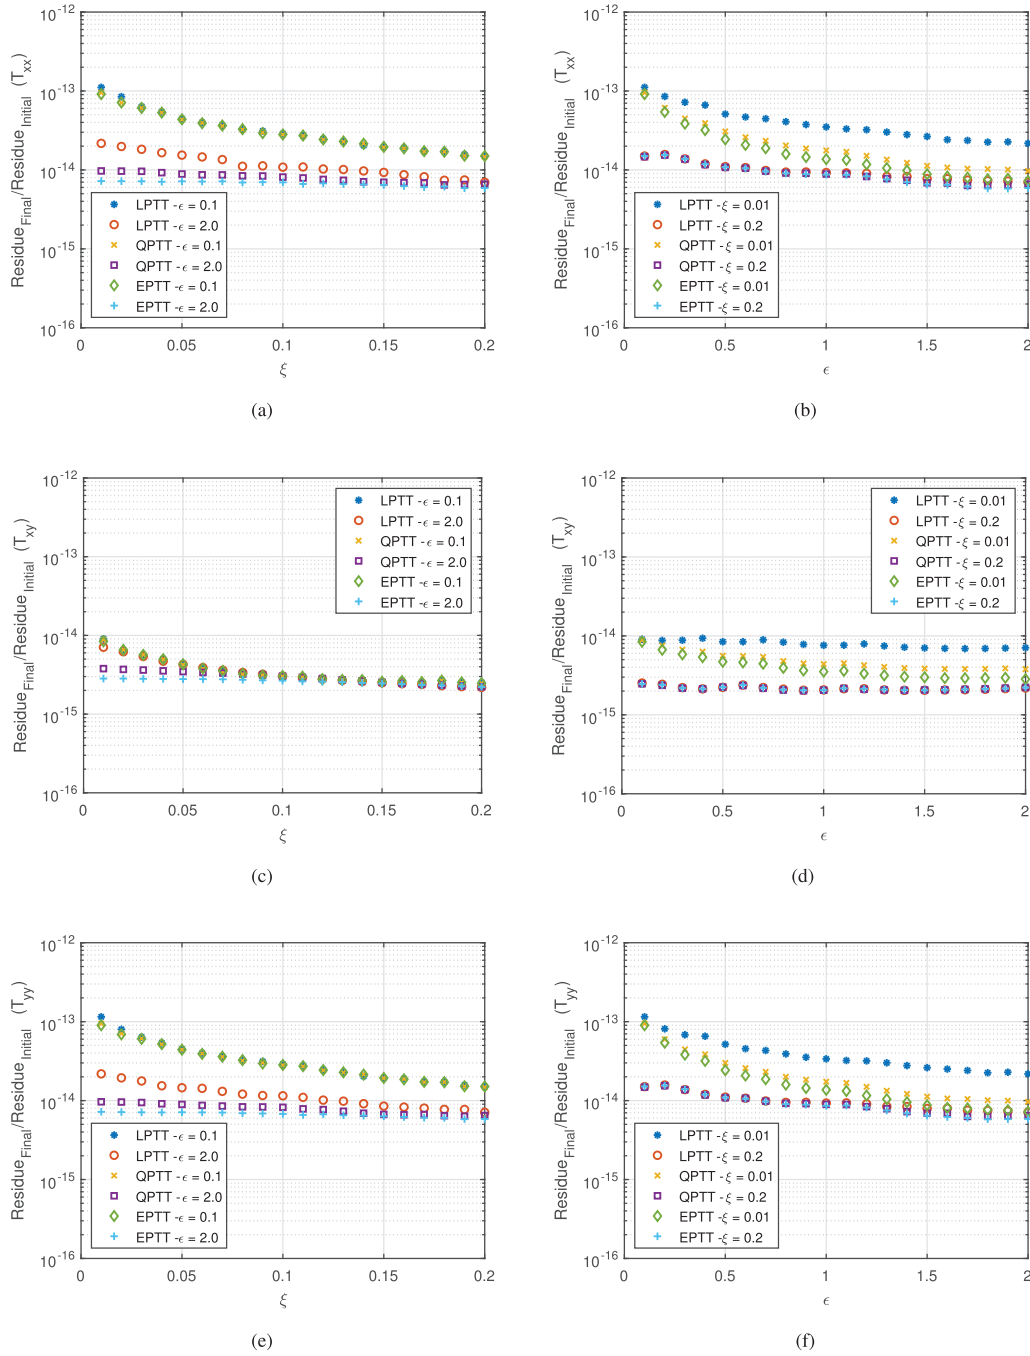 10^-12
10^-13
10^-14
10^-15
10^-16
Residue_Final/Residue_Initial (T_xx)
LPTT -ϵ = 0.1
LPTT -ϵ = 2.0
QPTT -ϵ = 0.1
QPTT -ϵ = 2.0
EPTT -ϵ = 0.1
EPTT -ϵ = 2.0
0 0.05 0.1 0.15 0.2
ξ
(a)
10^-12
10^-13
10^-14
10^-15
10^-16
Residue_Final/Residue_Initial (T_xx)
LPTT -ξ = 0.01
LPTT -ξ = 0.2
QPTT -ξ = 0.01
QPTT -ξ = 0.2
EPTT -ξ = 0.01
EPTT -ξ = 0.2
0 0.5 1 1.5 2
ϵ
(b)
10^-12
10^-13
10^-14
10^-15
10^-16
Residue_Final/Residue_Initial (T_xy)
LPTT -ϵ = 0.1
LPTT -ϵ = 2.0
QPTT -ϵ = 0.1
QPTT -ϵ = 2.0
EPTT -ϵ = 0.1
EPTT -ϵ = 2.0
0 0.05 0.1 0.15 0.2
ξ
(c)
10^-12
10^-13
10^-14
10^-15
10^-16
Residue_Final/Residue_Initial (T_xy)
LPTT -ξ = 0.01
LPTT -ξ = 0.2
QPTT -ξ = 0.01
QPTT -ξ = 0.2
EPTT -ξ = 0.01
EPTT -ξ = 0.2
0 0.5 1 1.5 2
ϵ
(d)
10^-12
10^-13
10^-14
10^-15
10^-16
Residue_Final/Residue_Initial (T_yy)
LPTT -ϵ = 0.1
LPTT -ϵ = 2.0
QPTT -ϵ = 0.1
QPTT -ϵ = 2.0
EPTT -ϵ = 0.1
EPTT -ϵ = 2.0
0 0.05 0.1 0.15 0.2
ξ
(e)
10^-12
10^-13
10^-14
10^-15
10^-16
Residue_Final/Residue_Initial (T_yy)
LPTT -ξ = 0.01
LPTT -ξ = 0.2
QPTT -ξ = 0.01
QPTT -ξ = 0.2
EPTT -ξ = 0.01
EPTT -ξ = 0.2
0 0.5 1 1.5 2
ϵ
(f)